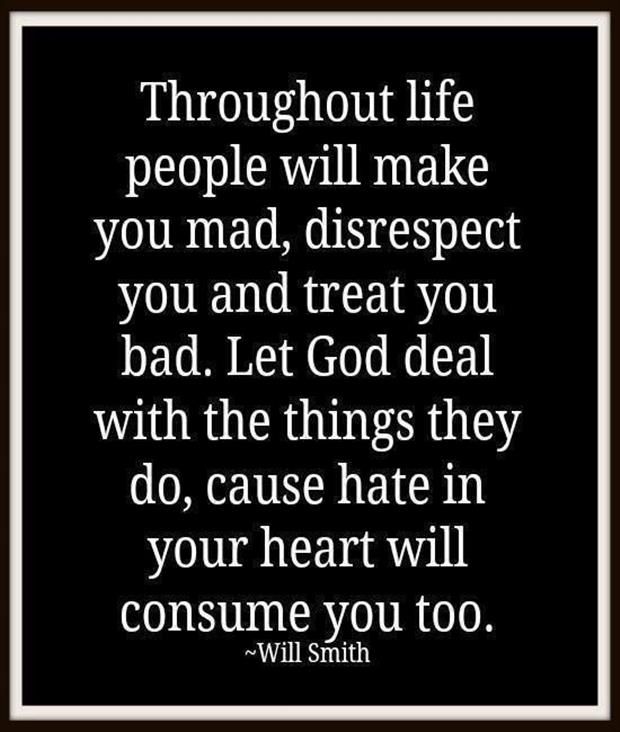 Throughout life
people will make
you mad, disrespect
you and treat you
bad. Let God deal
with the things they
do, cause hate in
your heart will
consume you too.
~Will Smith